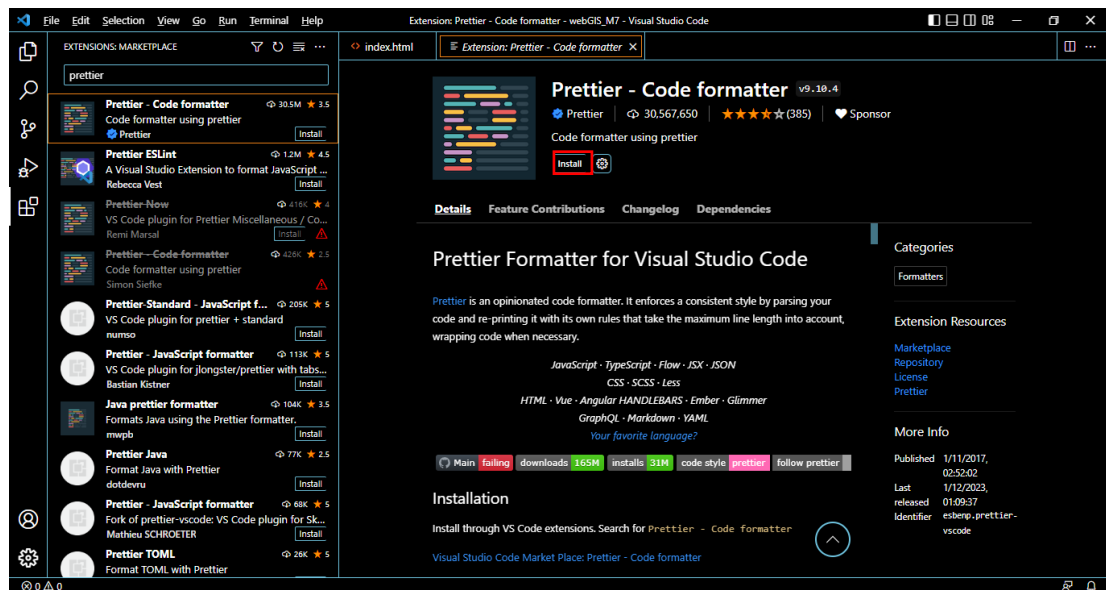 File Edit Selection View Go Run Terminal Help
Extension: Prettier - Code formatter - webGIS_M7 - Visual Studio Code
EXTENSIONS: MARKETPLACE
prettier
Prettier - Code formatter 30.5M 3.5
Code formatter using prettier
Prettier Install
Prettier ESLint 1.2M 4.5
A Visual Studio Extension to format JavaScript ...
Rebecca Vest Install
Prettier Now 416K 4
VS Code plugin for Prettier Miscellaneous / Co...
Remi Marsal Install
Prettier - Code formatter 426K 2.5
Code formatter using prettier
Simon Siefke
Prettier-Standard - JavaScript f... 205K 5
VS Code plugin for prettier + standard
numso Install
Prettier - JavaScript formatter 113K 5
VS Code plugin for jlongster/prettier with tabs...
Bastian Kistner Install
Java prettier formatter 104K 3.5
Formats Java using the Prettier formatter.
mwpb Install
Prettier Java 77K 2.5
Format Java with Prettier
dotdevru Install
Prettier - JavaScript formatter 68K 5
Fork of prettier-vscode: VS Code plugin for Sk...
Mathieu SCHROETER Install
Prettier TOML 26K 5
Format TOML with Prettier
index.html
Extension: Prettier - Code formatter
Prettier - Code formatter v9.10.4
Prettier 30,567,650 (385) Sponsor
Code formatter using prettier
Install
Details Feature Contributions Changelog Dependencies
Prettier Formatter for Visual Studio Code
Prettier is an opinionated code formatter. It enforces a consistent style by parsing your
code and re-printing it with its own rules that take the maximum line length into account,
wrapping code when necessary.
JavaScript · TypeScript · Flow · JSX · JSON
CSS · SCSS · Less
HTML · Vue · Angular HANDLEBARS · Ember · Glimmer
GraphQL · Markdown · YAML
Your favorite language?
Main failing downloads 165M installs 31M code style prettier follow prettier
Installation
Install through VS Code extensions. Search for Prettier - Code formatter
Visual Studio Code Market Place: Prettier - Code formatter
Categories
Formatters
Extension Resources
Marketplace
Repository
License
Prettier
More Info
Published 1/11/2017,
02:52:02
Last 1/12/2023,
released 01:09:37
Identifier esbenp.prettier-
vscode
0 0